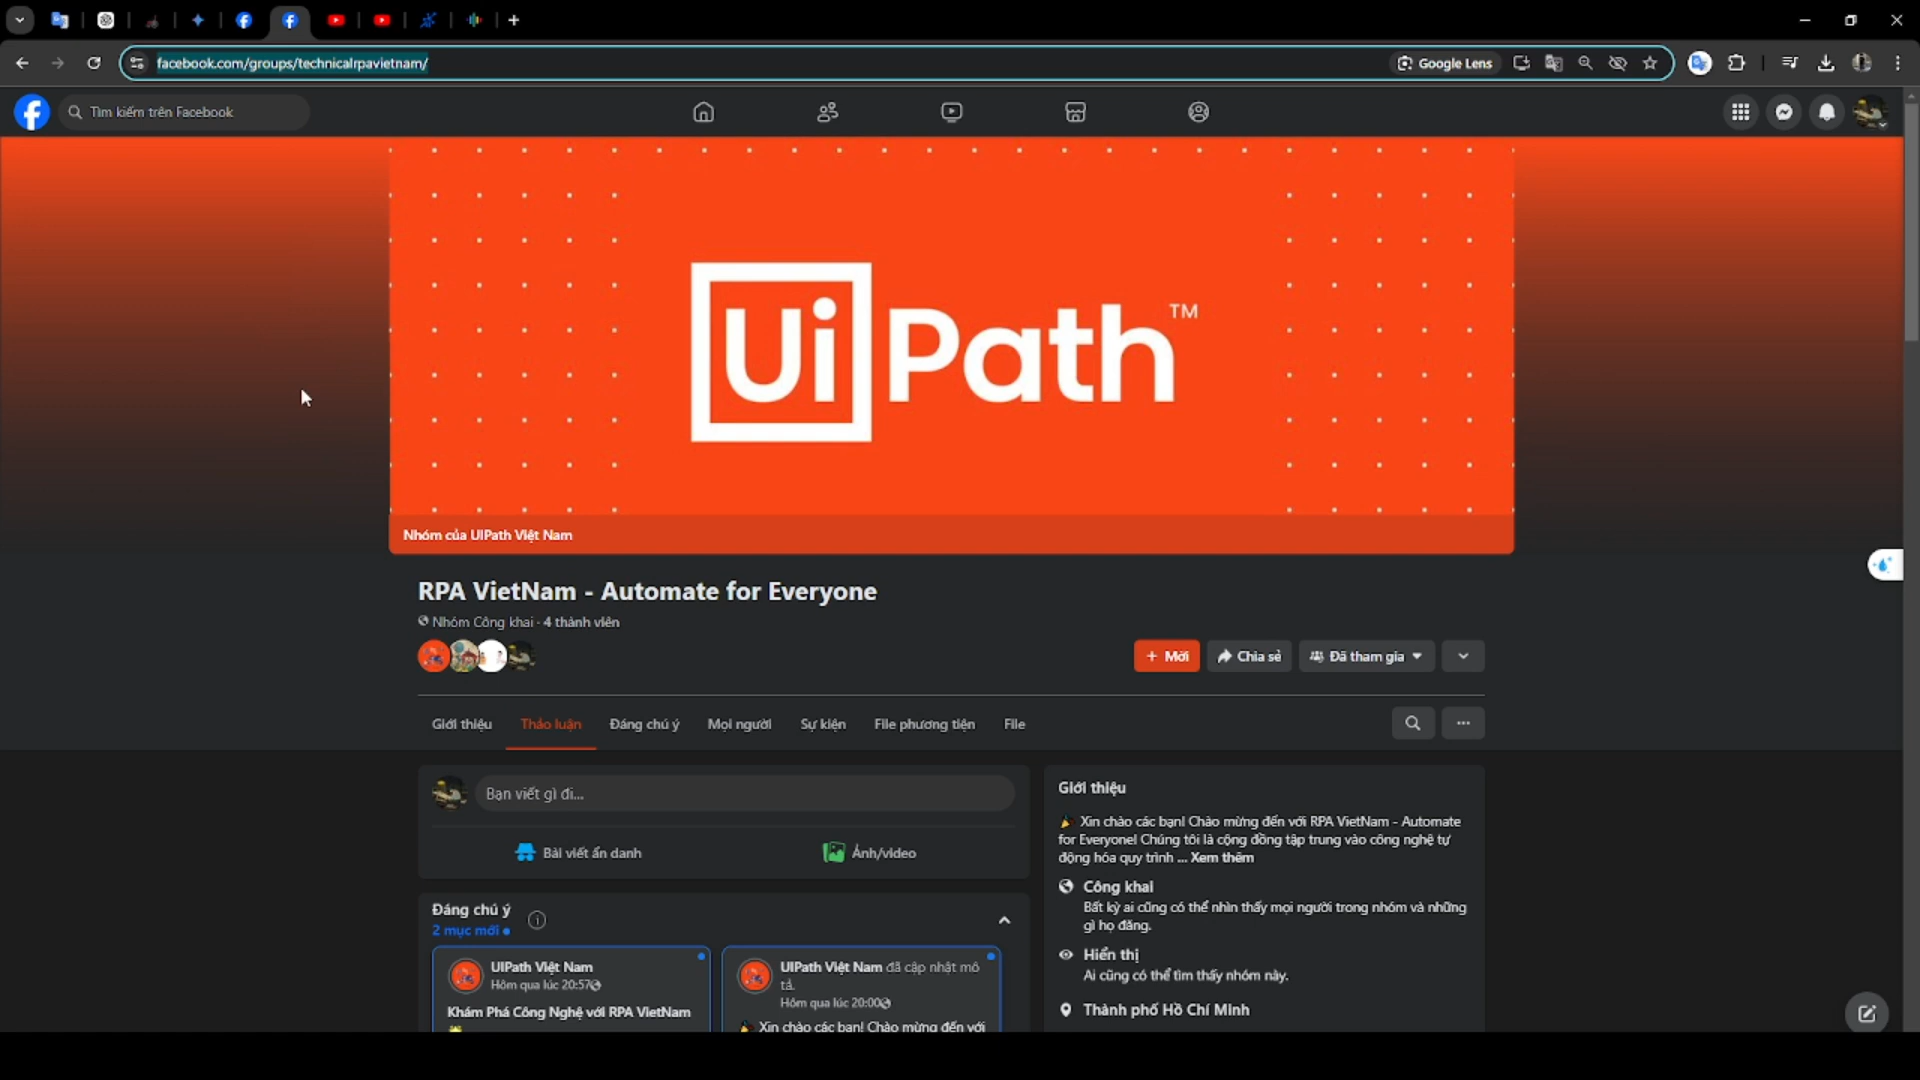 facebook.com/groups/technicalrpavietnam/
Google Lens
Tìm kiếm trên Facebook
UiPath™
Nhóm của UIPath Việt Nam
RPA VietNam - Automate for Everyone
Nhóm Công khai · 4 thành viên
+ Mời
Chia sẻ
Đã tham gia
Giới thiệu
Thảo luận
Đáng chú ý
Mọi người
Sự kiện
File phương tiện
File
Bạn viết gì đi...
Bài viết ẩn danh
Ảnh/video
Đáng chú ý
2 mục mới
UIPath Việt Nam
Hôm qua lúc 20:57
Khám Phá Công Nghệ với RPA VietNam
UIPath Việt Nam đã cập nhật mô
tả.
Hôm qua lúc 20:00
Xin chào các bạn! Chào mừng đến với
Giới thiệu
Xin chào các bạn! Chào mừng đến với RPA VietNam - Automate
for Everyone! Chúng tôi là cộng đồng tập trung vào công nghệ tự
động hóa quy trình ... Xem thêm
Công khai
Bất kỳ ai cũng có thể nhìn thấy mọi người trong nhóm và những
gì họ đăng.
Hiển thị
Ai cũng có thể tìm thấy nhóm này.
Thành phố Hồ Chí Minh